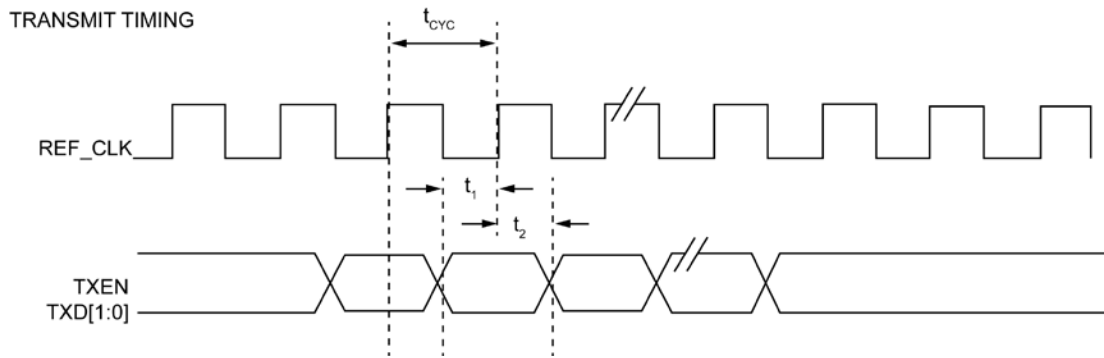 TRANSMIT TIMING
tCYC
REF_CLK
t1
t2
TXEN
TXD[1:0]